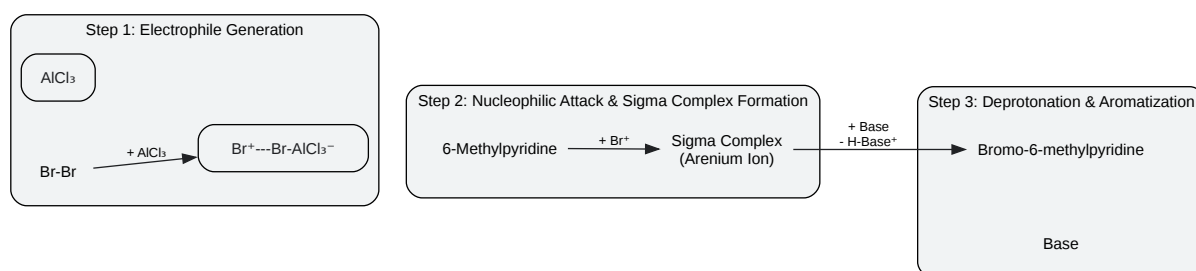 Step 1: Electrophile Generation
AlCl₃
Br-Br
+ AlCl₃
Br⁺---Br-AlCl₃⁻
Step 2: Nucleophilic Attack & Sigma Complex Formation
6-Methylpyridine
+ Br⁺
Sigma Complex
(Arenium Ion)
+ Base
- H-Base⁺
Step 3: Deprotonation & Aromatization
Bromo-6-methylpyridine
Base